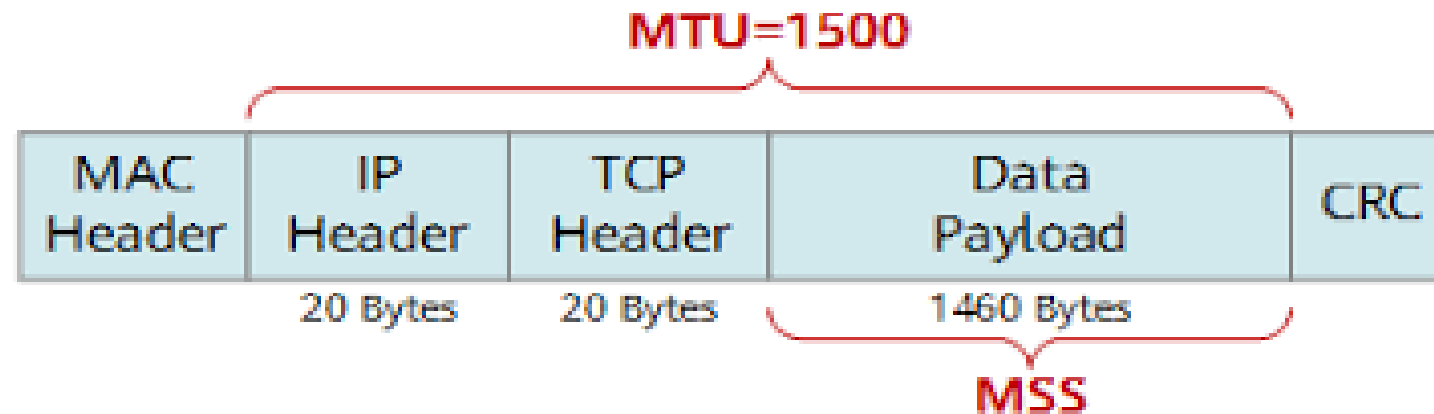 MTU=1500
MAC
Header
IP
Header
TCP
Header
Data
Payload
CRC
20 Bytes
20 Bytes
1460 Bytes
MSS